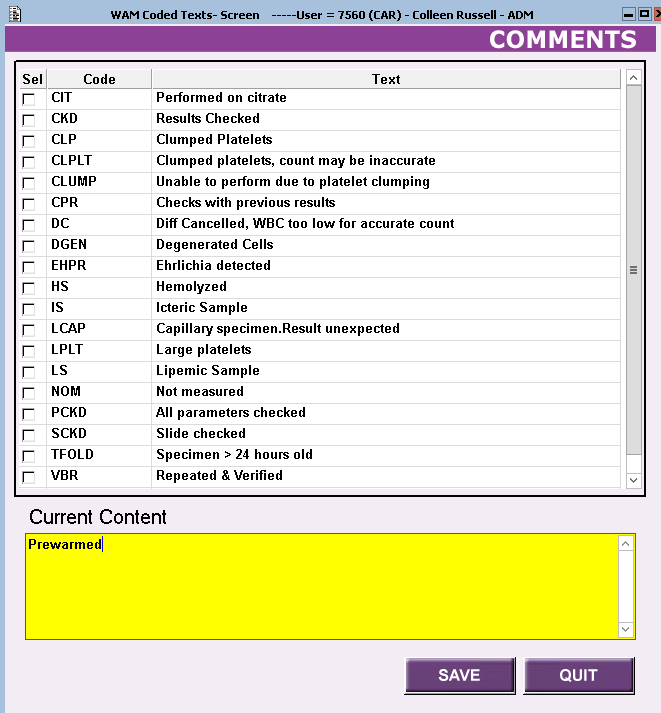 WAM Coded Texts- Screen -----User = 7560 (CAR) - Colleen Russell - ADM
COMMENTS
Sel Code Text
CIT Performed on citrate
CKD Results Checked
CLP Clumped Platelets
CLPLT Clumped platelets, count may be inaccurate
CLUMP Unable to perform due to platelet clumping
CPR Checks with previous results
DC Diff Cancelled, WBC too low for accurate count
DGEN Degenerated Cells
EHPR Ehrlichia detected
HS Hemolyzed
IS Icteric Sample
LCAP Capillary specimen.Result unexpected
LPLT Large platelets
LS Lipemic Sample
NOM Not measured
PCKD All parameters checked
SCKD Slide checked
TFOLD Specimen > 24 hours old
VBR Repeated & Verified
Current Content
Prewarmed
SAVE QUIT